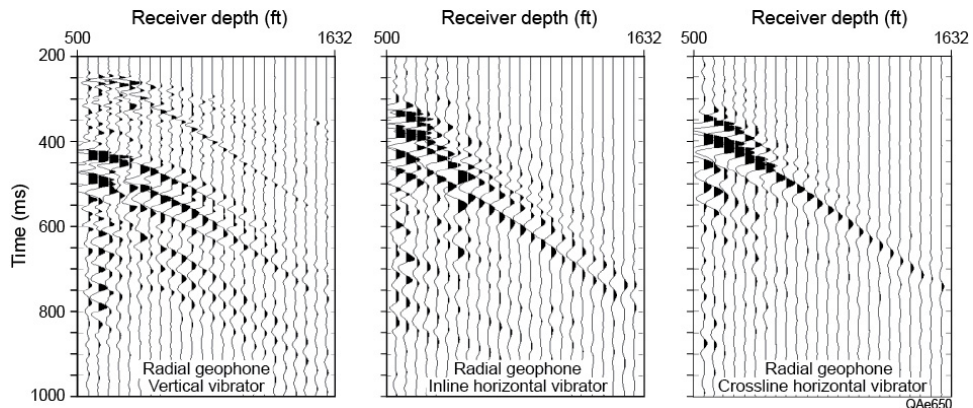 Receiver depth (ft)
500 1632
Receiver depth (ft)
500 1632
Receiver depth (ft)
500 1632
Time (ms)
200
400
600
800
1000
Radial geophone
Vertical vibrator
Radial geophone
Inline horizontal vibrator
Radial geophone
Crossline horizontal vibrator
QAe650